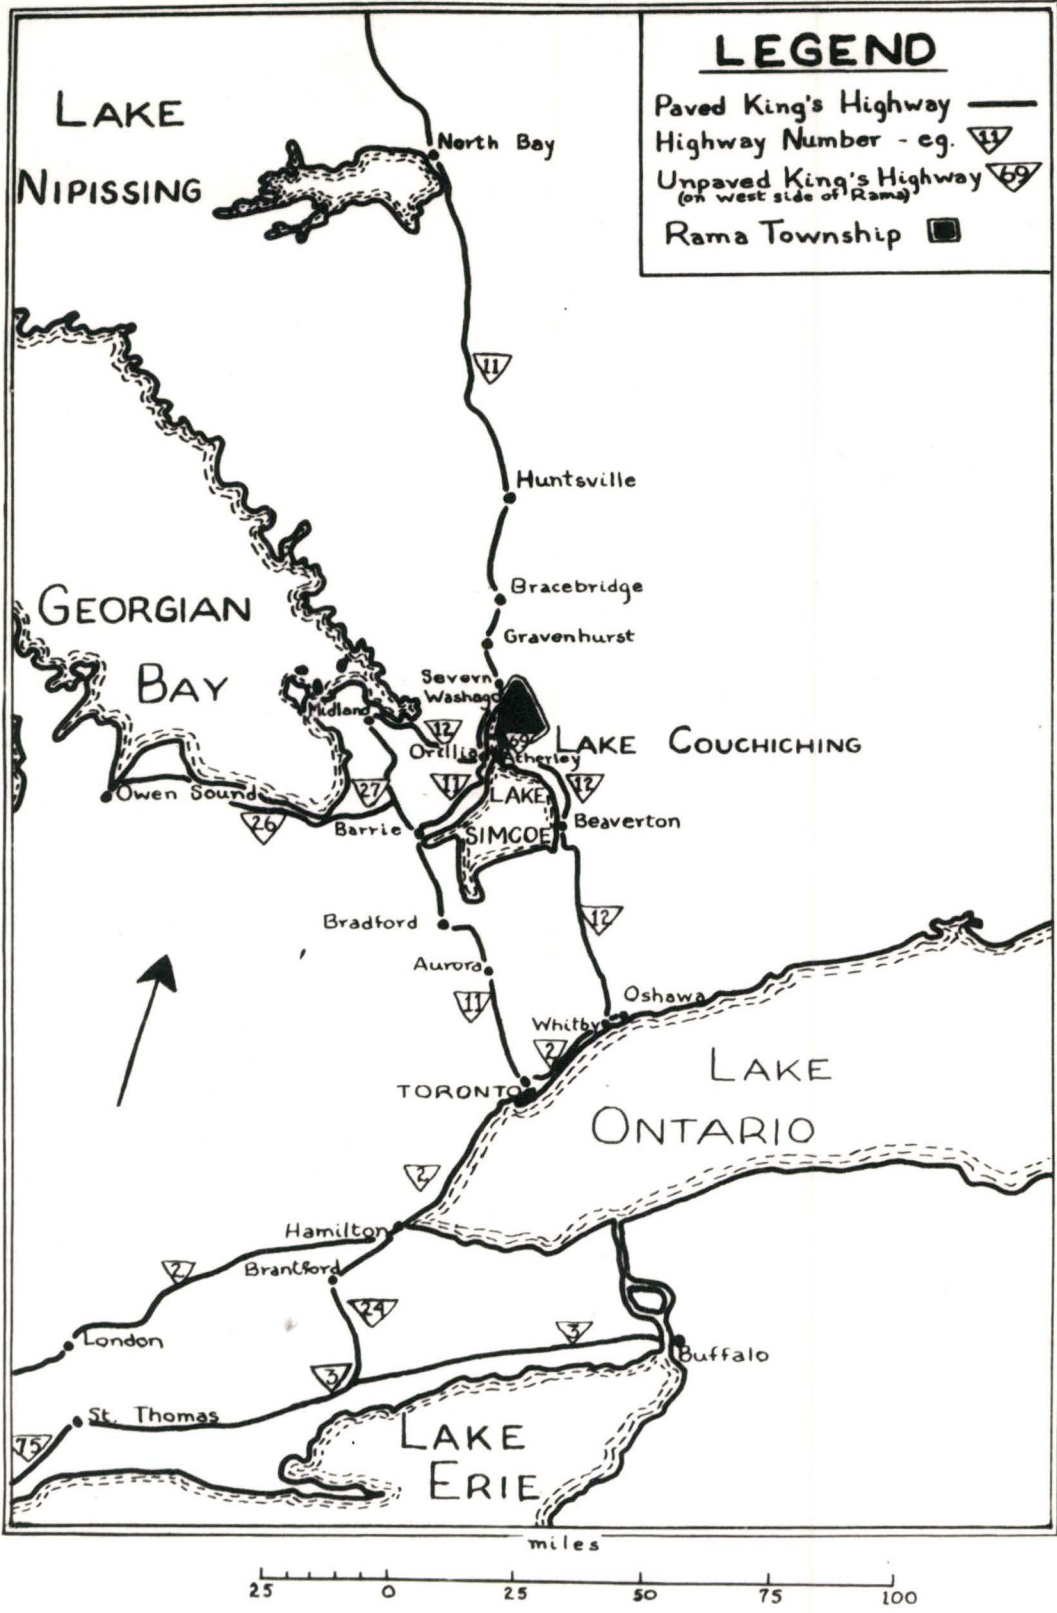 LEGEND
Paved King's Highway
Highway Number - eg. 11
Unpaved King's Highway 69
(on west side of Rama)
Rama Township
LAKE
NIPISSING
North Bay
11
Huntsville
Bracebridge
Gravenhurst
GEORGIAN
BAY
Severn
Washago
Midland
12
69
Orillia
Atherley
LAKE COUCHICHING
Owen Sound
27
11
12
LAKE
SIMCOE
26
Barrie
Beaverton
12
Bradford
Aurora
11
Oshawa
Whitby
2
TORONTO
LAKE
ONTARIO
2
Hamilton
2
Brantford
24
London
3
Buffalo
3
St. Thomas
75
LAKE
ERIE
miles
25 0 25 50 75 100